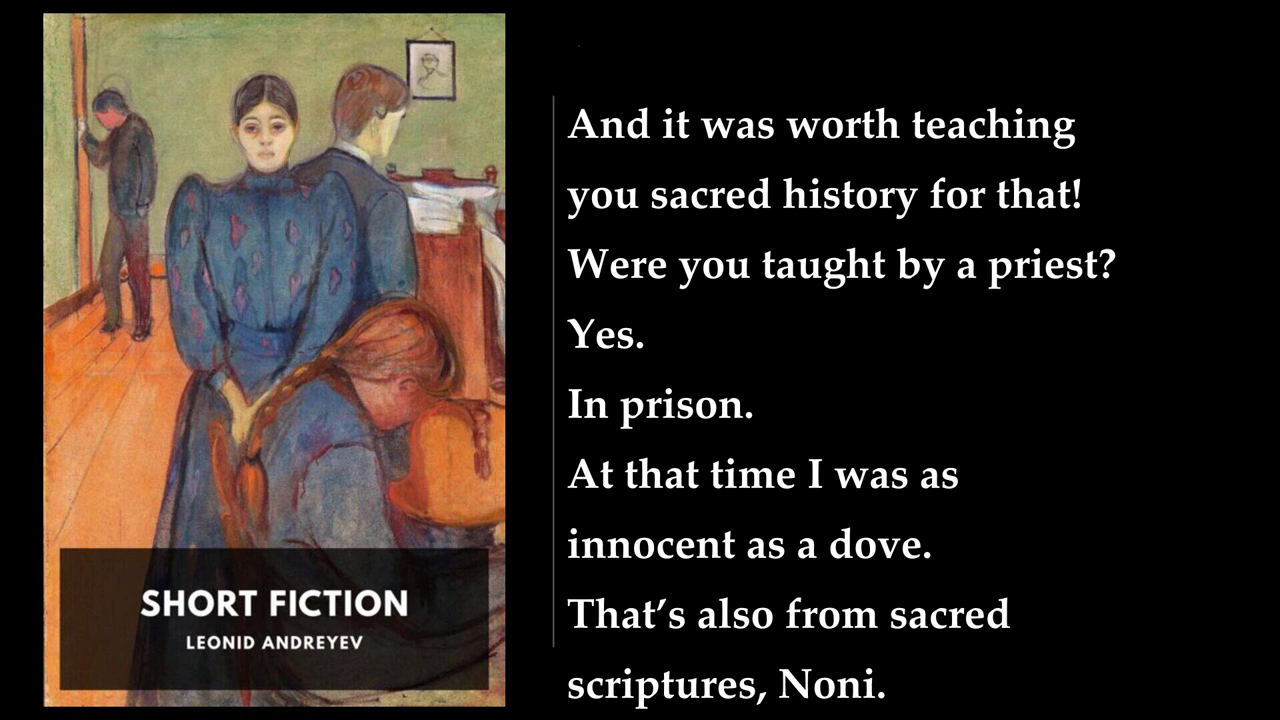 SHORT FICTION
LEONID ANDREYEV
And it was worth teaching
you sacred history for that!
Were you taught by a priest?
Yes.
In prison.
At that time I was as
innocent as a dove.
That’s also from sacred
scriptures, Noni.